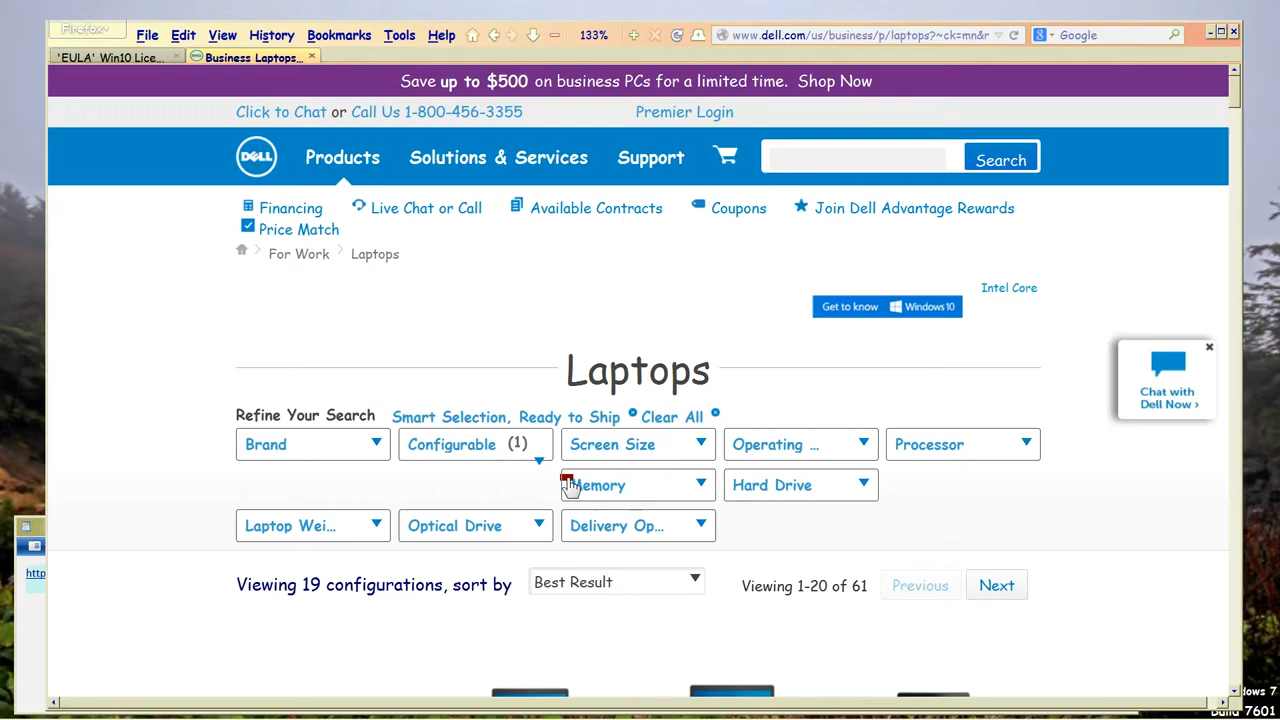 Firefox
File Edit View History Bookmarks Tools Help 133% www.dell.com/us/business/p/laptops?~ck=mn&r Google
'EULA' Win10 Lice... Business Laptops...
Save up to $500 on business PCs for a limited time. Shop Now
Click to Chat or Call Us 1-800-456-3355 Premier Login
DELL Products Solutions & Services Support Search
Financing Live Chat or Call Available Contracts Coupons Join Dell Advantage Rewards
Price Match
For Work Laptops
Intel Core
Get to know Windows10
Laptops
Chat with
Dell Now ›
Refine Your Search Smart Selection, Ready to Ship Clear All
Brand Configurable (1) Screen Size Operating ... Processor
Memory Hard Drive
Laptop Wei... Optical Drive Delivery Op...
http
Viewing 19 configurations, sort by Best Result Viewing 1-20 of 61 Previous Next
dows 7
Build 7601